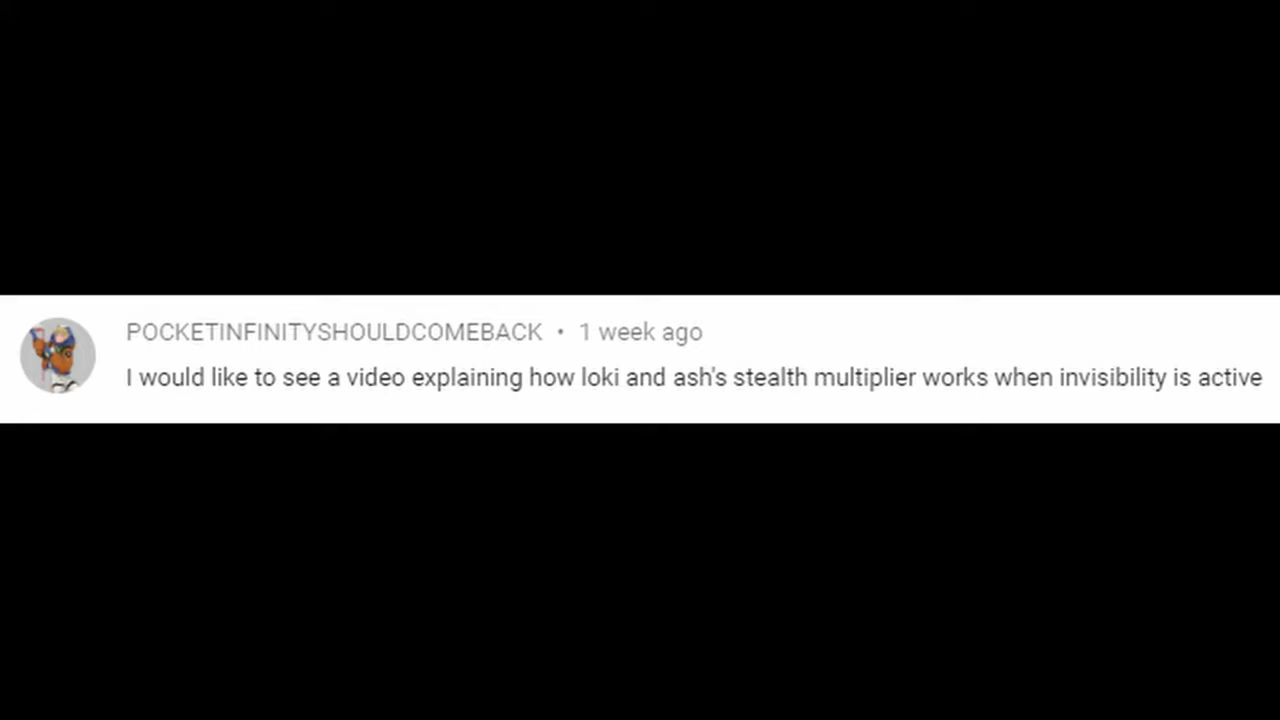 POCKETINFINITYSHOULDCOMEBACK • 1 week ago
I would like to see a video explaining how loki and ash's stealth multiplier works when invisibility is active